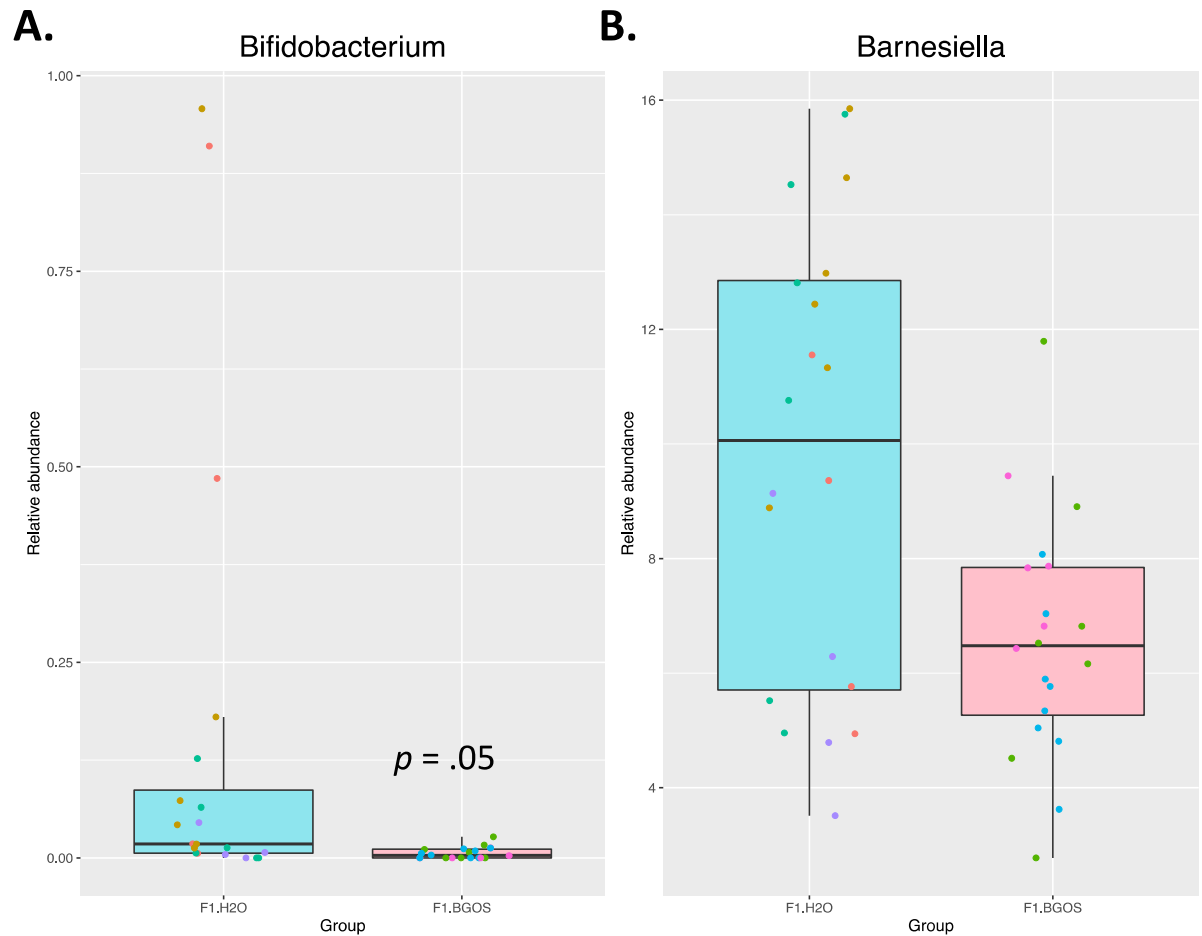 A.
Bifidobacterium
1.00
0.75
0.50
0.25
0.00
Relative abundance
p = .05
F1.H2O
F1.BGOS
Group
B.
Barnesiella
16
12
8
4
Relative abundance
F1.H2O
F1.BGOS
Group